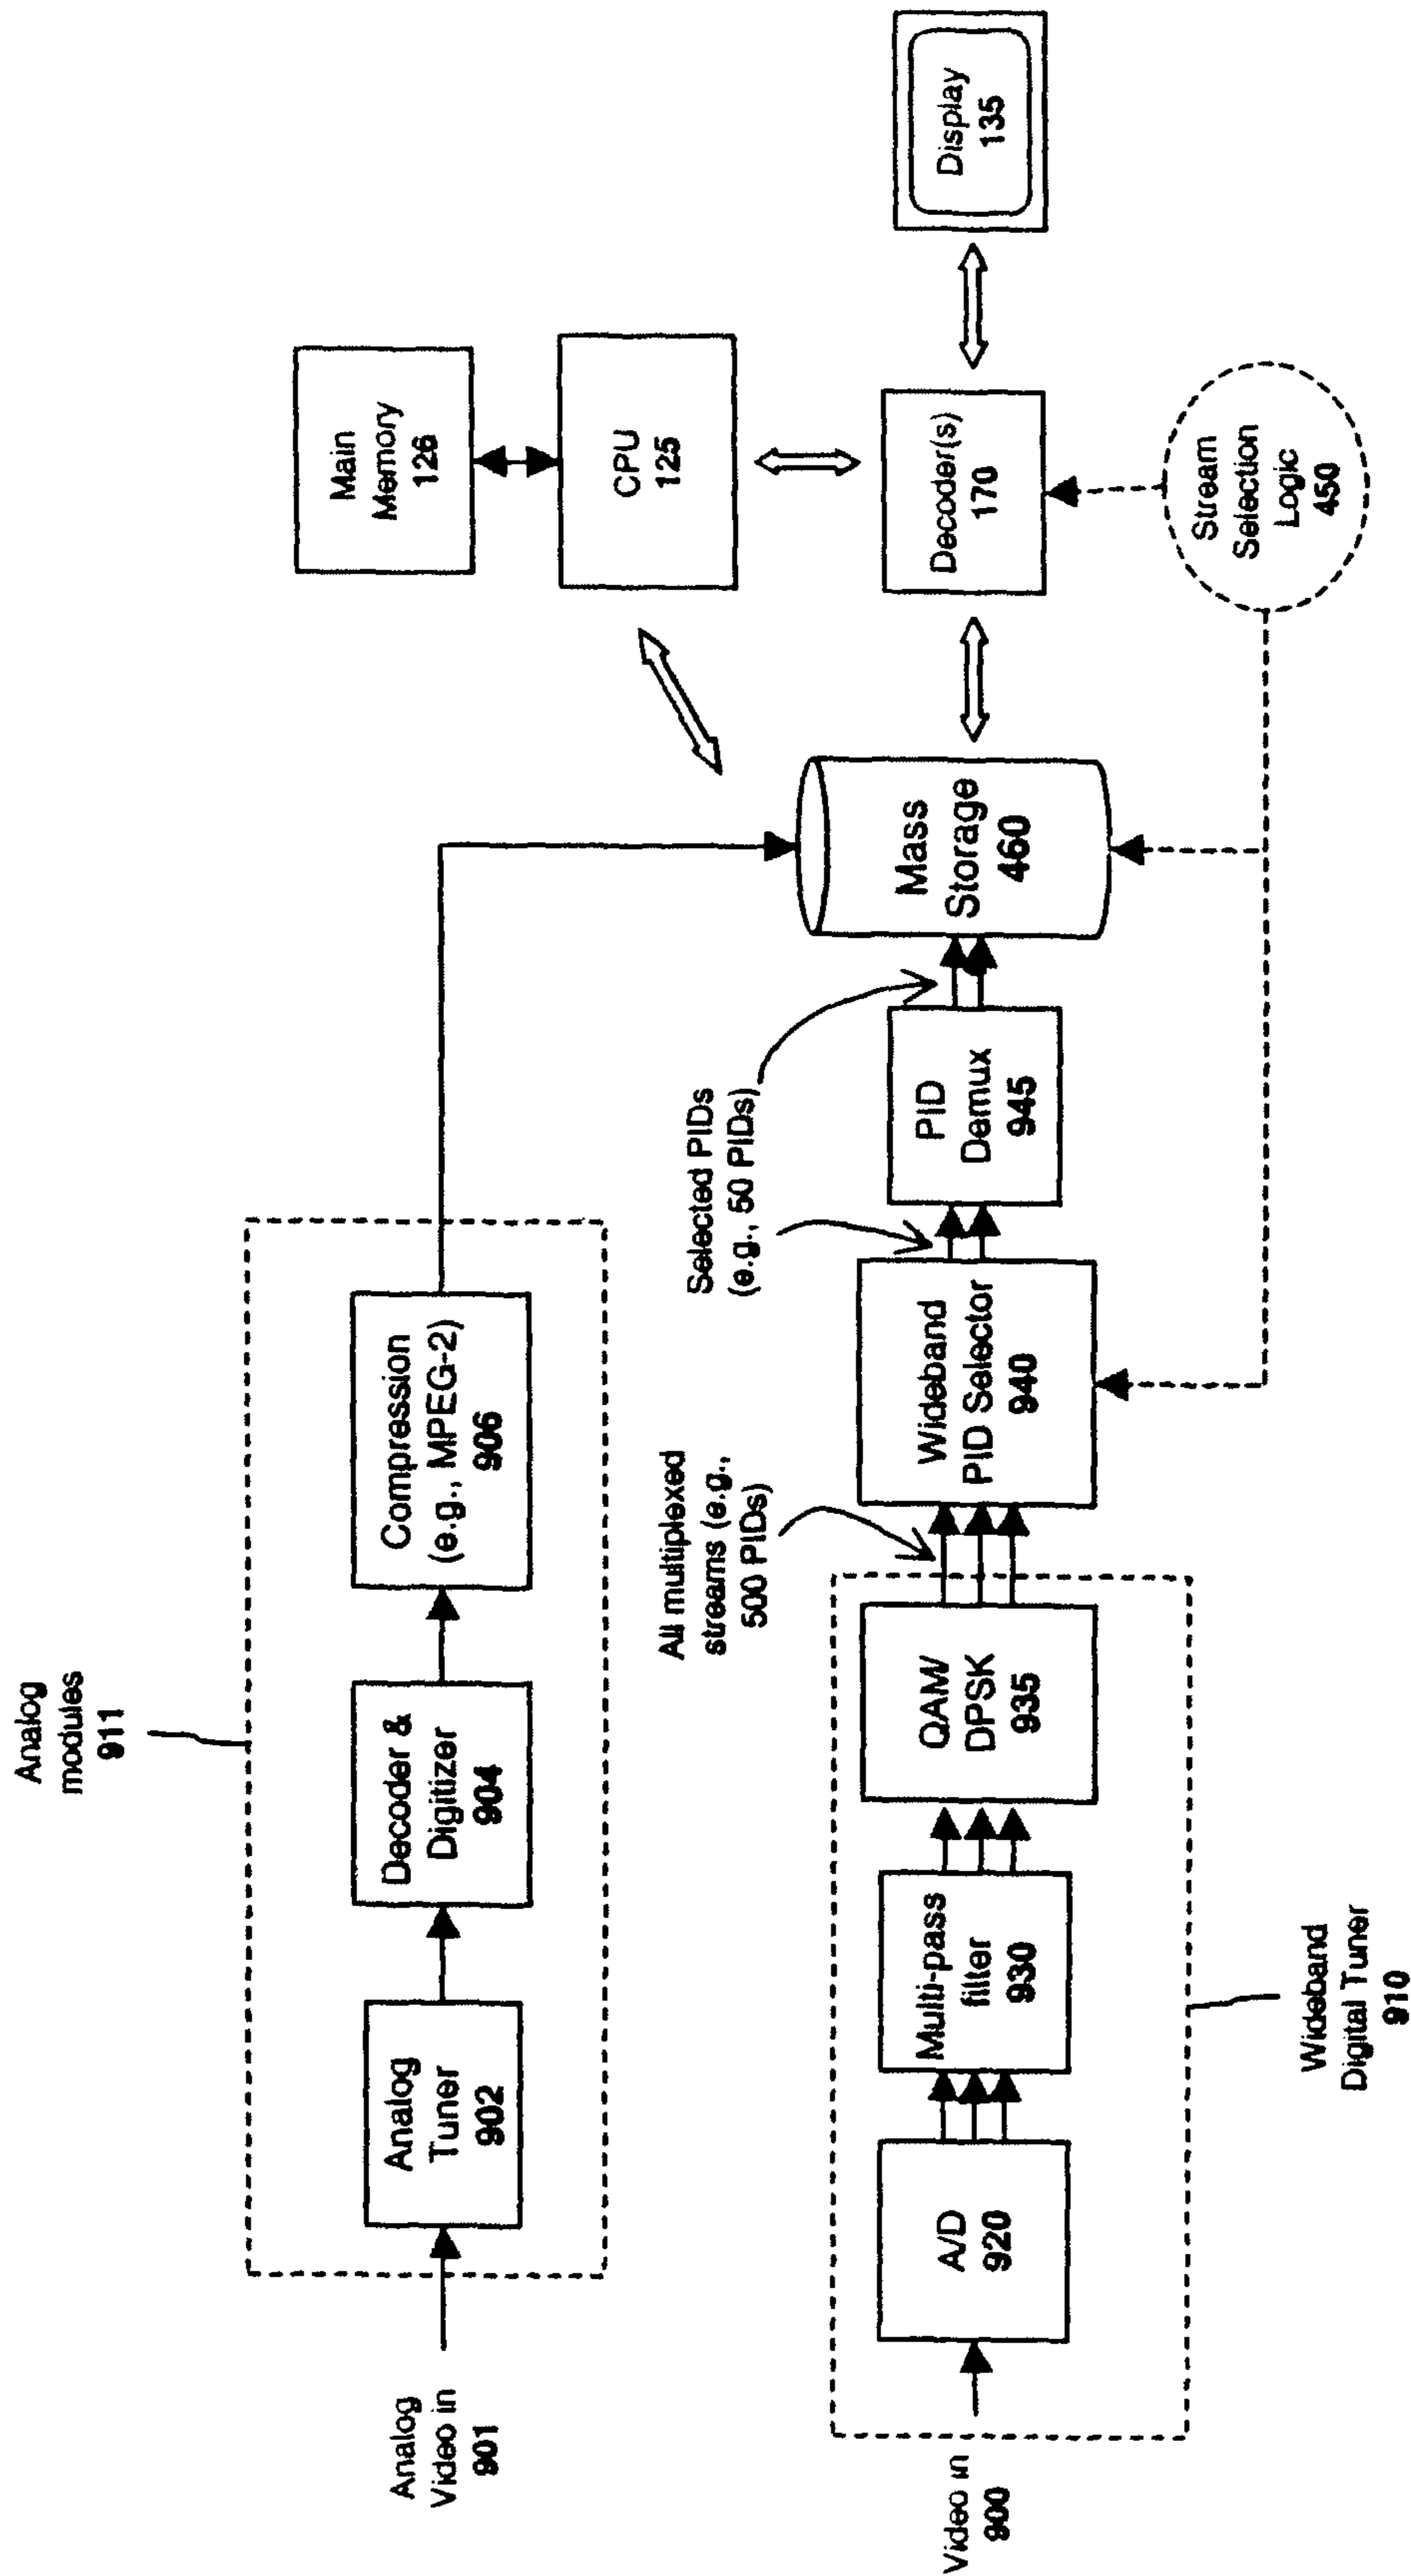 Analog
modules
911
Analog
Video in
901
Analog
Tuner
902
Decoder &
Digitizer
904
Compression
(e.g., MPEG-2)
906
Main
Memory
126
CPU
125
Video in
900
A/D
920
Multi-pass
filter
930
QAM/
DPSK
935
All multiplexed
streams (e.g.,
500 PIDs)
Wideband
PID Selector
940
Selected PIDs
(e.g., 50 PIDs)
PID
Demux
945
Mass
Storage
460
Decoder(s)
170
Display
135
Stream
Selection
Logic
450
Wideband
Digital Tuner
910